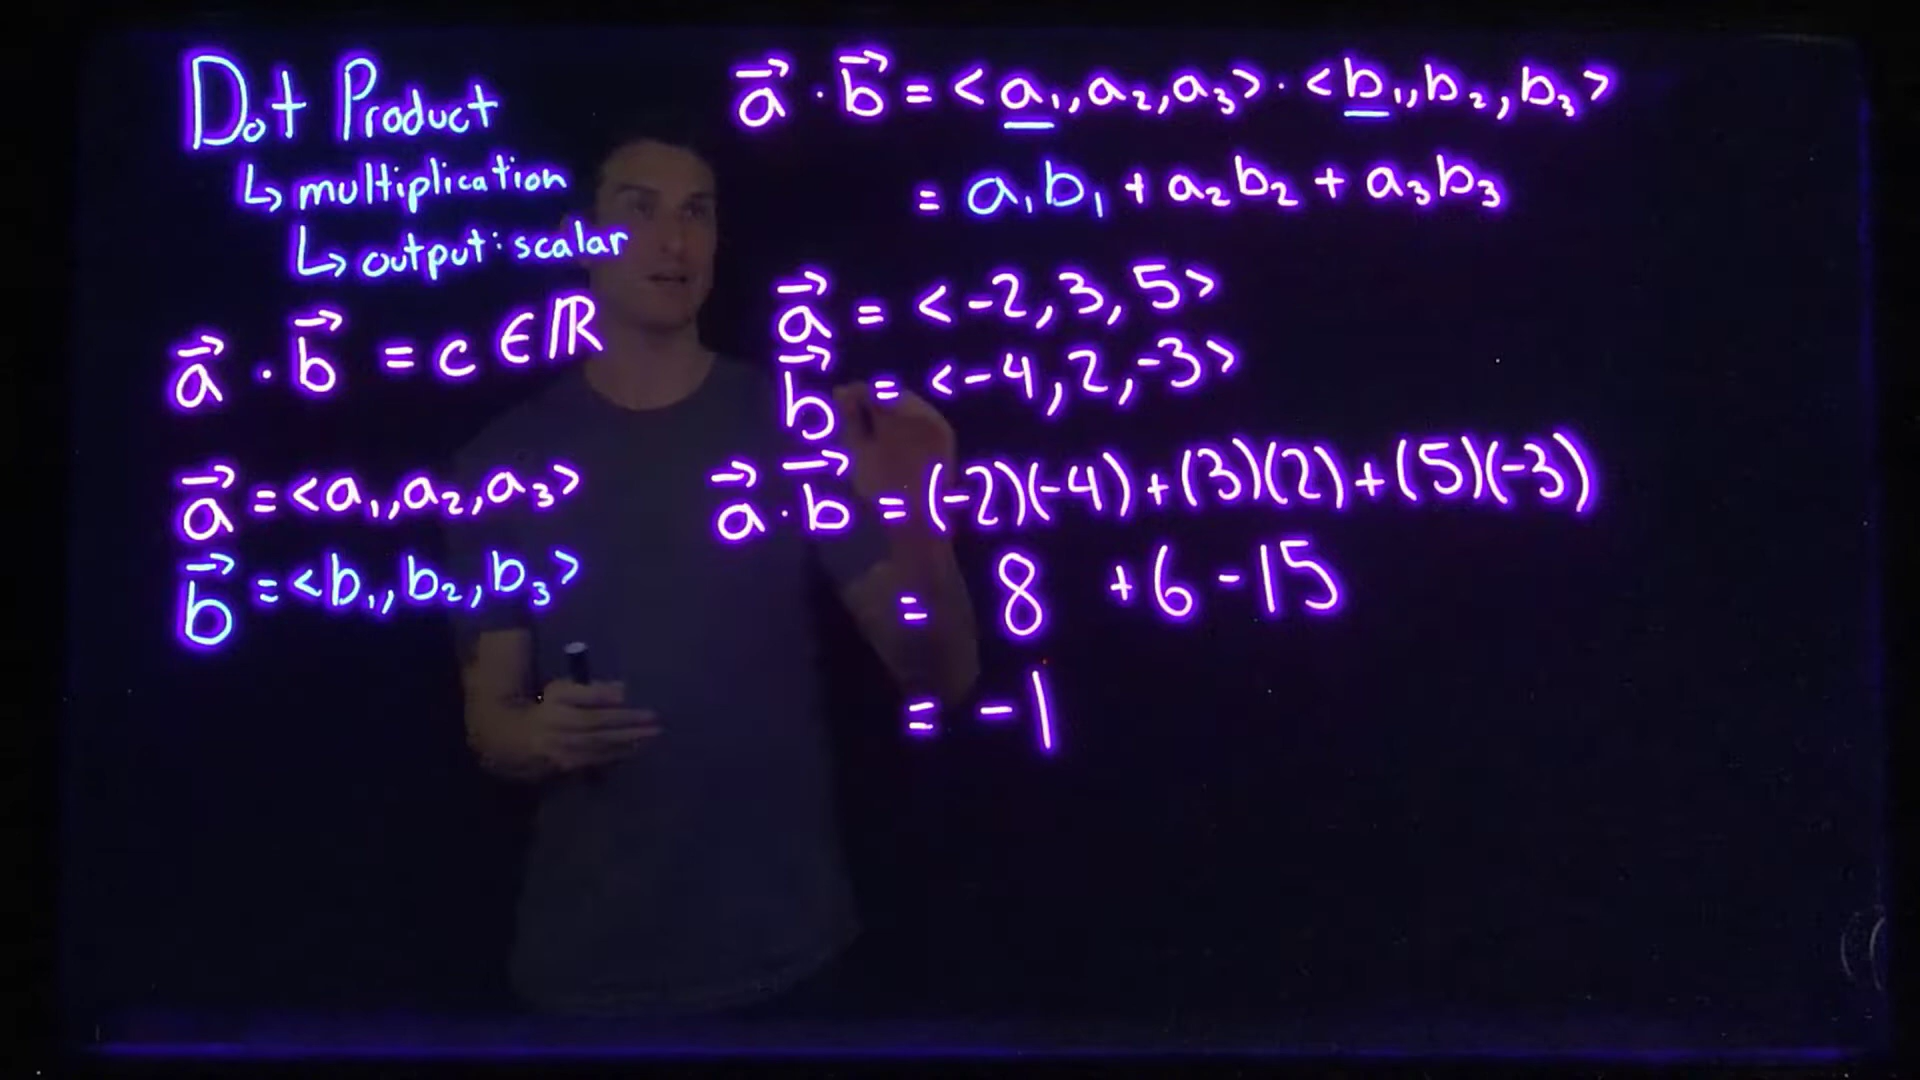 Dot Product
↳ multiplication
↳ output: scalar
a⃗ · b⃗ = c ∈ ℝ
a⃗ = <a₁, a₂, a₃>
b⃗ = <b₁, b₂, b₃>
a⃗ · b⃗ = <a₁, a₂, a₃> · <b₁, b₂, b₃>
= a₁b₁ + a₂b₂ + a₃b₃
a⃗ = <-2, 3, 5>
b⃗ = <-4, 2, -3>
a⃗ · b⃗ = (-2)(-4) + (3)(2) + (5)(-3)
= 8 + 6 - 15
= -1